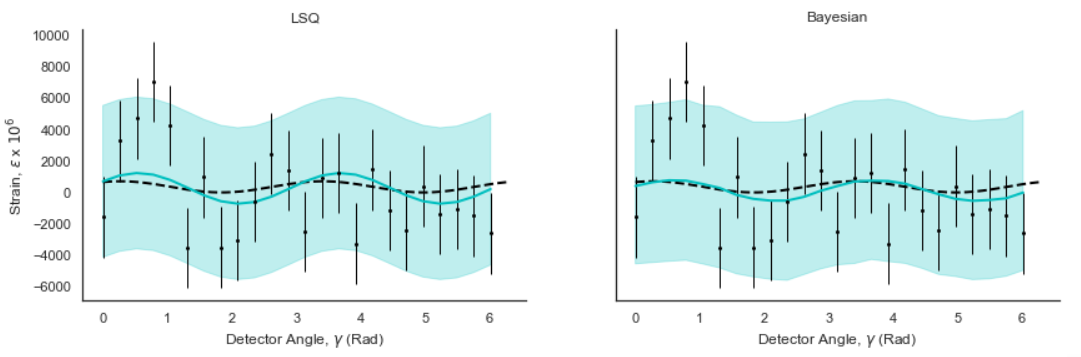 LSQ
Bayesian
10000
8000
6000
4000
2000
0
−2000
−4000
−6000
Strain, ε x 10⁶
0 1 2 3 4 5 6
0 1 2 3 4 5 6
Detector Angle, γ (Rad)
Detector Angle, γ (Rad)